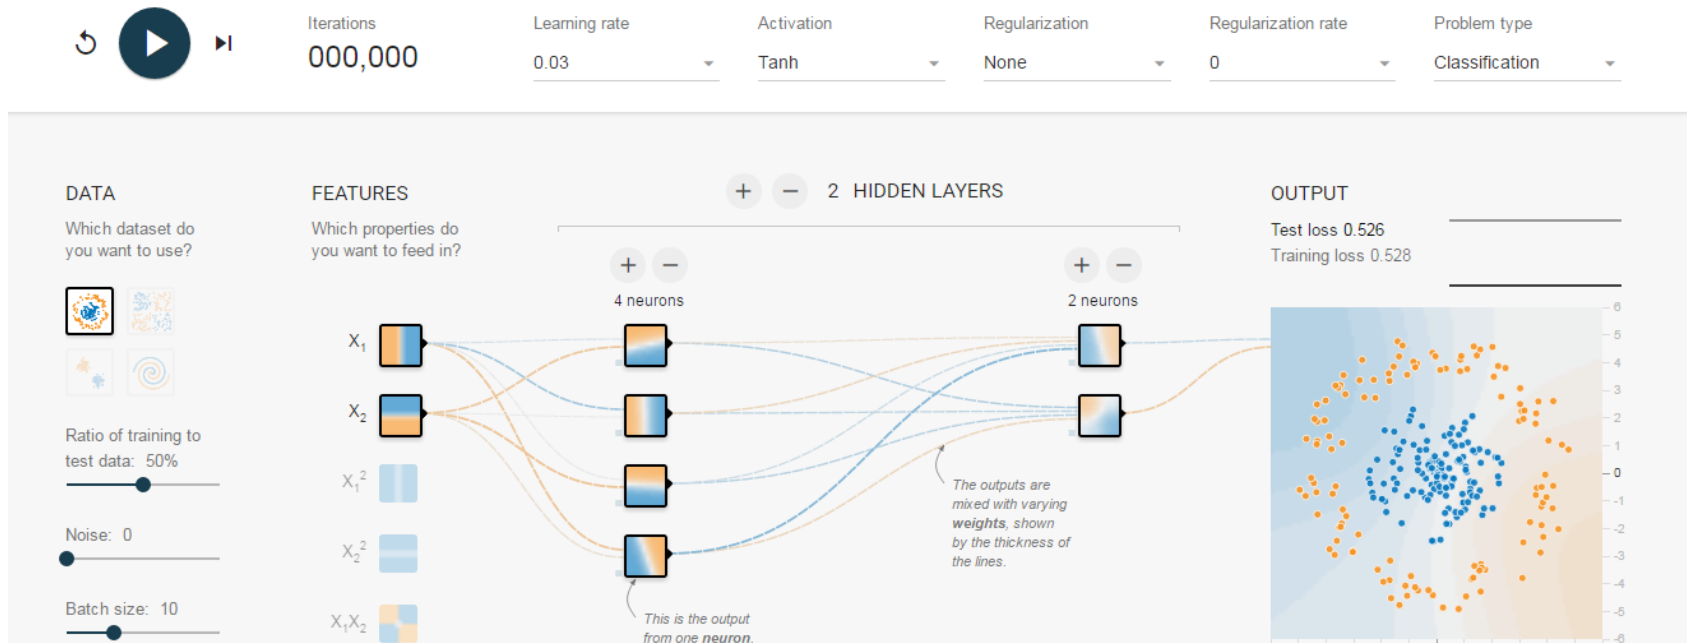 Iterations
000,000
Learning rate
0.03
Activation
Tanh
Regularization
None
Regularization rate
0
Problem type
Classification
DATA
Which dataset do
you want to use?
Ratio of training to
test data: 50%
Noise: 0
Batch size: 10
FEATURES
Which properties do
you want to feed in?
X₁
X₂
X₁²
X₂²
X₁X₂
+ − 2 HIDDEN LAYERS
+ −
4 neurons
+ −
2 neurons
The outputs are
mixed with varying
weights, shown
by the thickness of
the lines.
This is the output
from one neuron.
OUTPUT
Test loss 0.526
Training loss 0.528
6
5
4
3
2
1
0
-1
-2
-3
-4
-5
-6